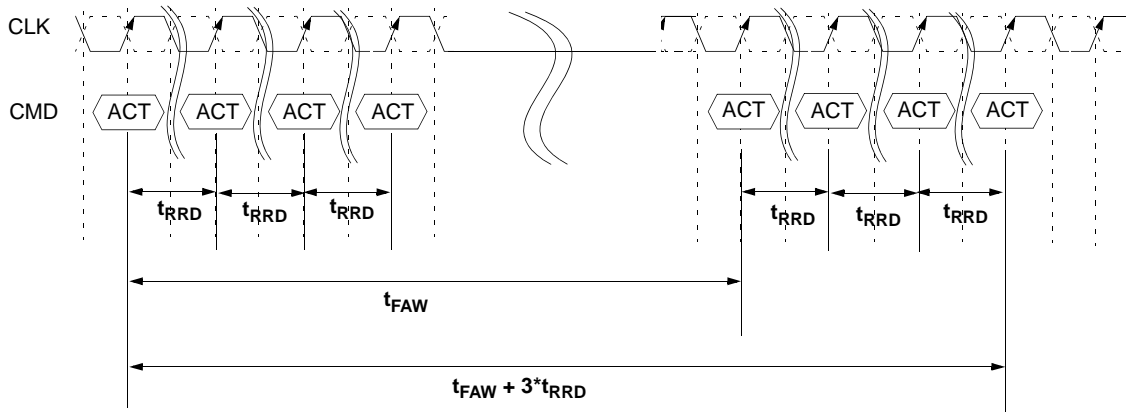 CLK
CMD
ACT ACT ACT ACT ACT ACT ACT ACT
tRRD tRRD tRRD tRRD tRRD tRRD
tFAW
tFAW + 3*tRRD